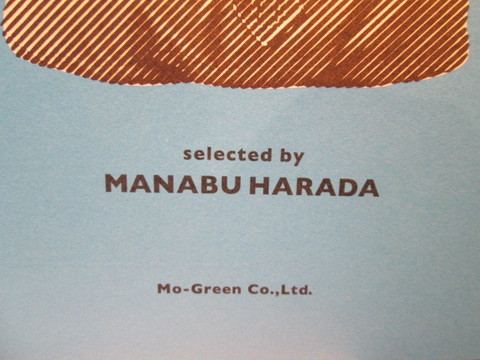 selected by
MANABU HARADA
Mo-Green Co.,Ltd.